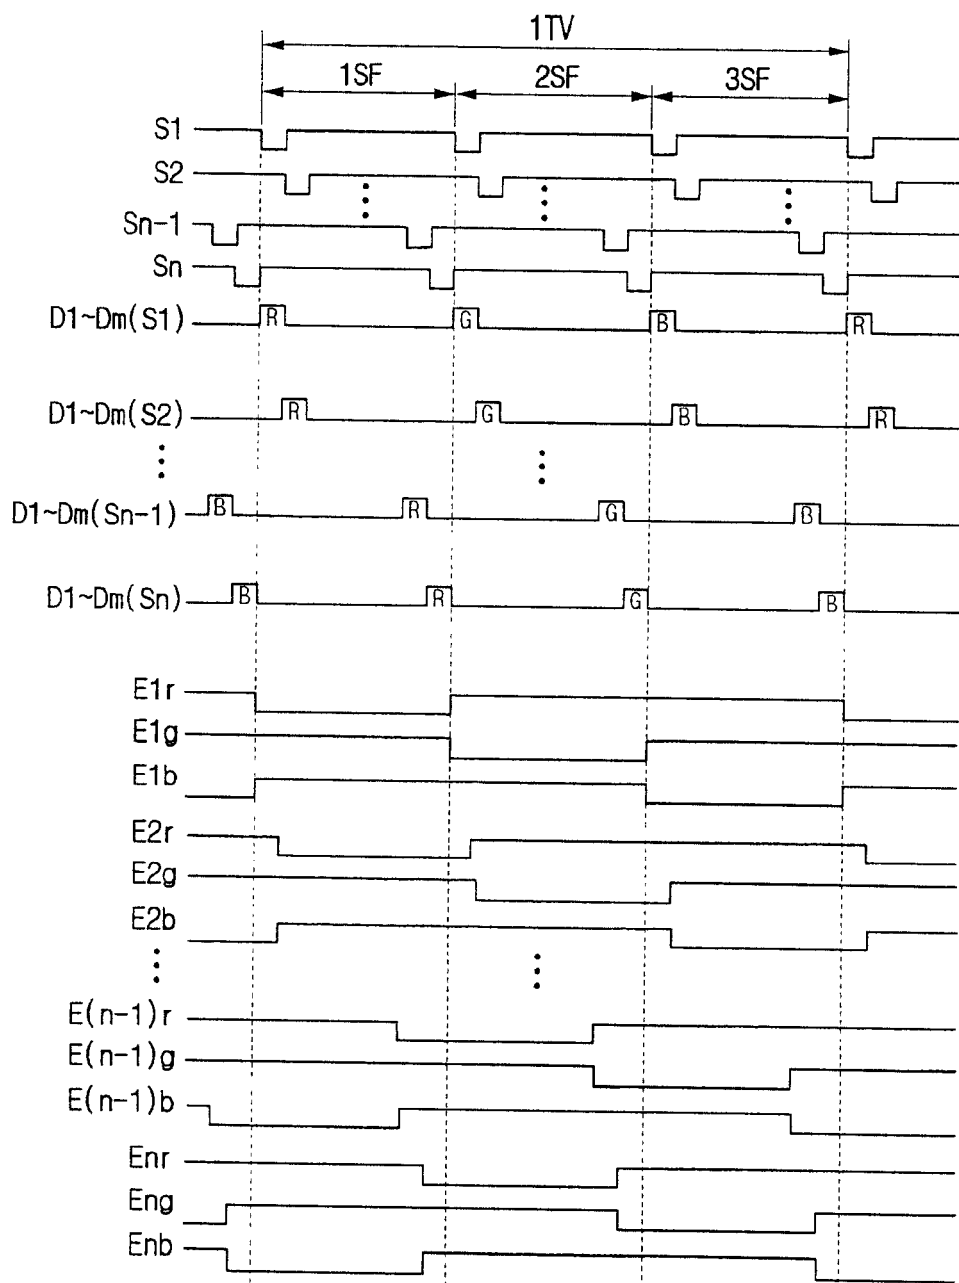 1TV
1SF 2SF 3SF
S1
S2
Sn-1
Sn
D1~Dm(S1) R G B R
D1~Dm(S2) R G B R
D1~Dm(Sn-1) B R G B
D1~Dm(Sn) B R G B
E1r
E1g
E1b
E2r
E2g
E2b
E(n-1)r
E(n-1)g
E(n-1)b
Enr
Eng
Enb